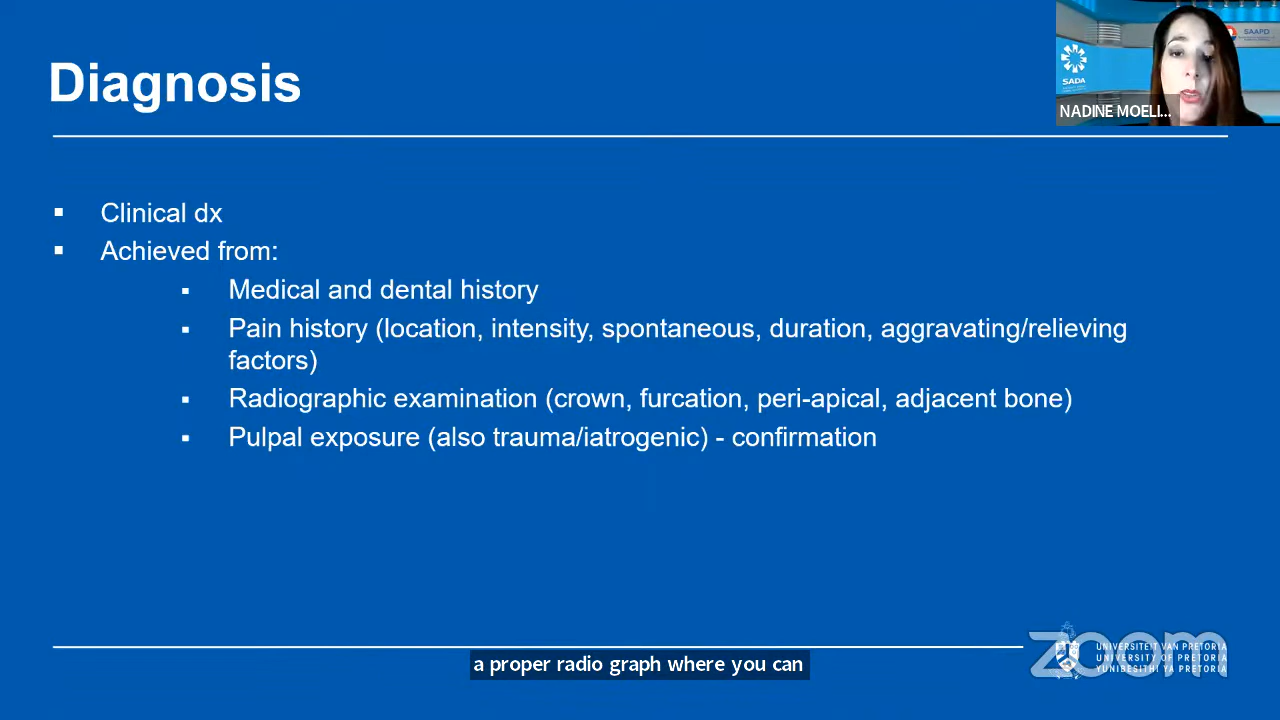 Diagnosis
SAAPD
SADA
NADINE MOELI...
▪ Clinical dx
▪ Achieved from:
▪ Medical and dental history
▪ Pain history (location, intensity, spontaneous, duration, aggravating/relieving
factors)
▪ Radiographic examination (crown, furcation, peri-apical, adjacent bone)
▪ Pulpal exposure (also trauma/iatrogenic) - confirmation
zoom
UNIVERSITEIT VAN PRETORIA
UNIVERSITY OF PRETORIA
YUNIBESITHI YA PRETORIA
a proper radio graph where you can